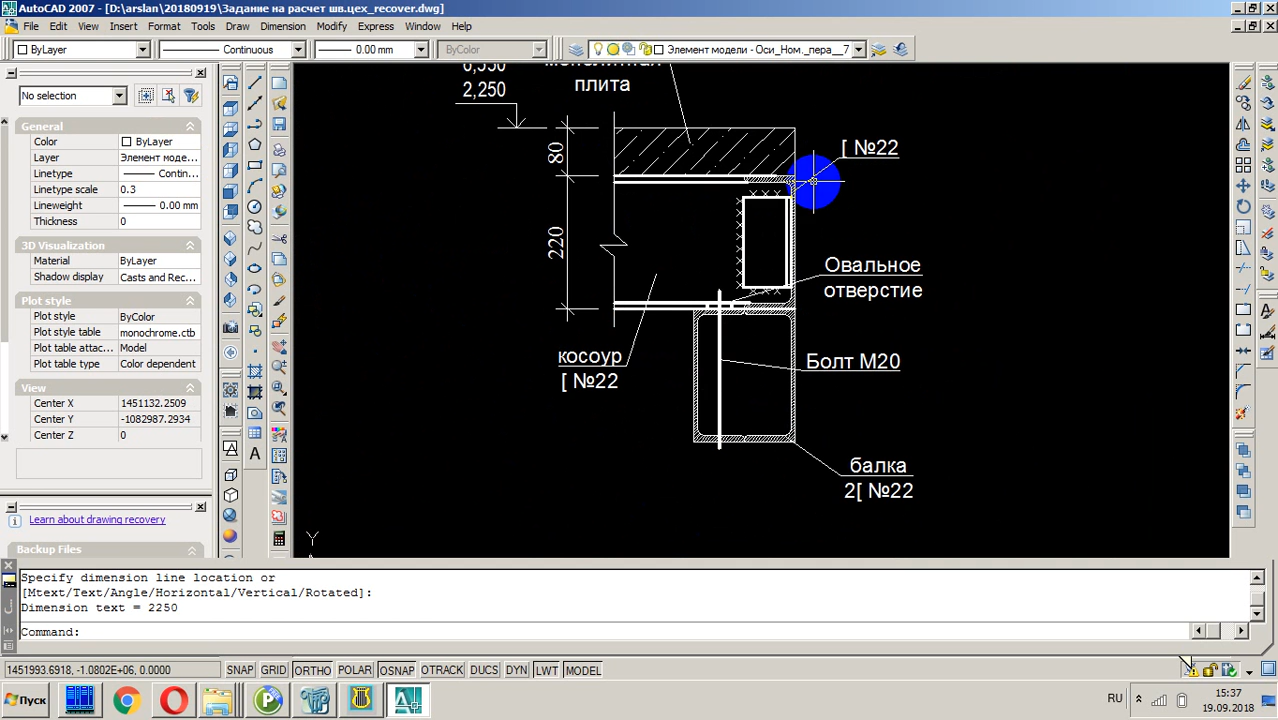 AutoCAD 2007 - [D:\arslan\20180919\Задание на расчет шв.цех_recover.dwg]
File Edit View Insert Format Tools Draw Dimension Modify Express Window Help
ByLayer Continuous 0.00 mm ByColor Элемент модели - Оси_Ном._пера__7
No selection
General
Color ByLayer
Layer Элемент моде...
Linetype Contin...
Linetype scale 0.3
Lineweight 0.00 mm
Thickness 0
3D Visualization
Material ByLayer
Shadow display Casts and Rec...
Plot style
Plot style ByColor
Plot style table monochrome.ctb
Plot table attac... Model
Plot table type Color dependent
View
Center X 1451132.2509
Center Y -1082987.2934
Center Z 0
Learn about drawing recovery
Backup Files
2,250
плита
80
220
[ №22
Овальное
отверстие
косоур
[ №22
Болт М20
балка
2[ №22
Y
Specify dimension line location or
[Mtext/Text/Angle/Horizontal/Vertical/Rotated]:
Dimension text = 2250
Command:
1451993.6918, -1.0802E+06, 0.0000 SNAP GRID ORTHO POLAR OSNAP OTRACK DUCS DYN LWT MODEL
Пуск RU 15:37
19.09.2018